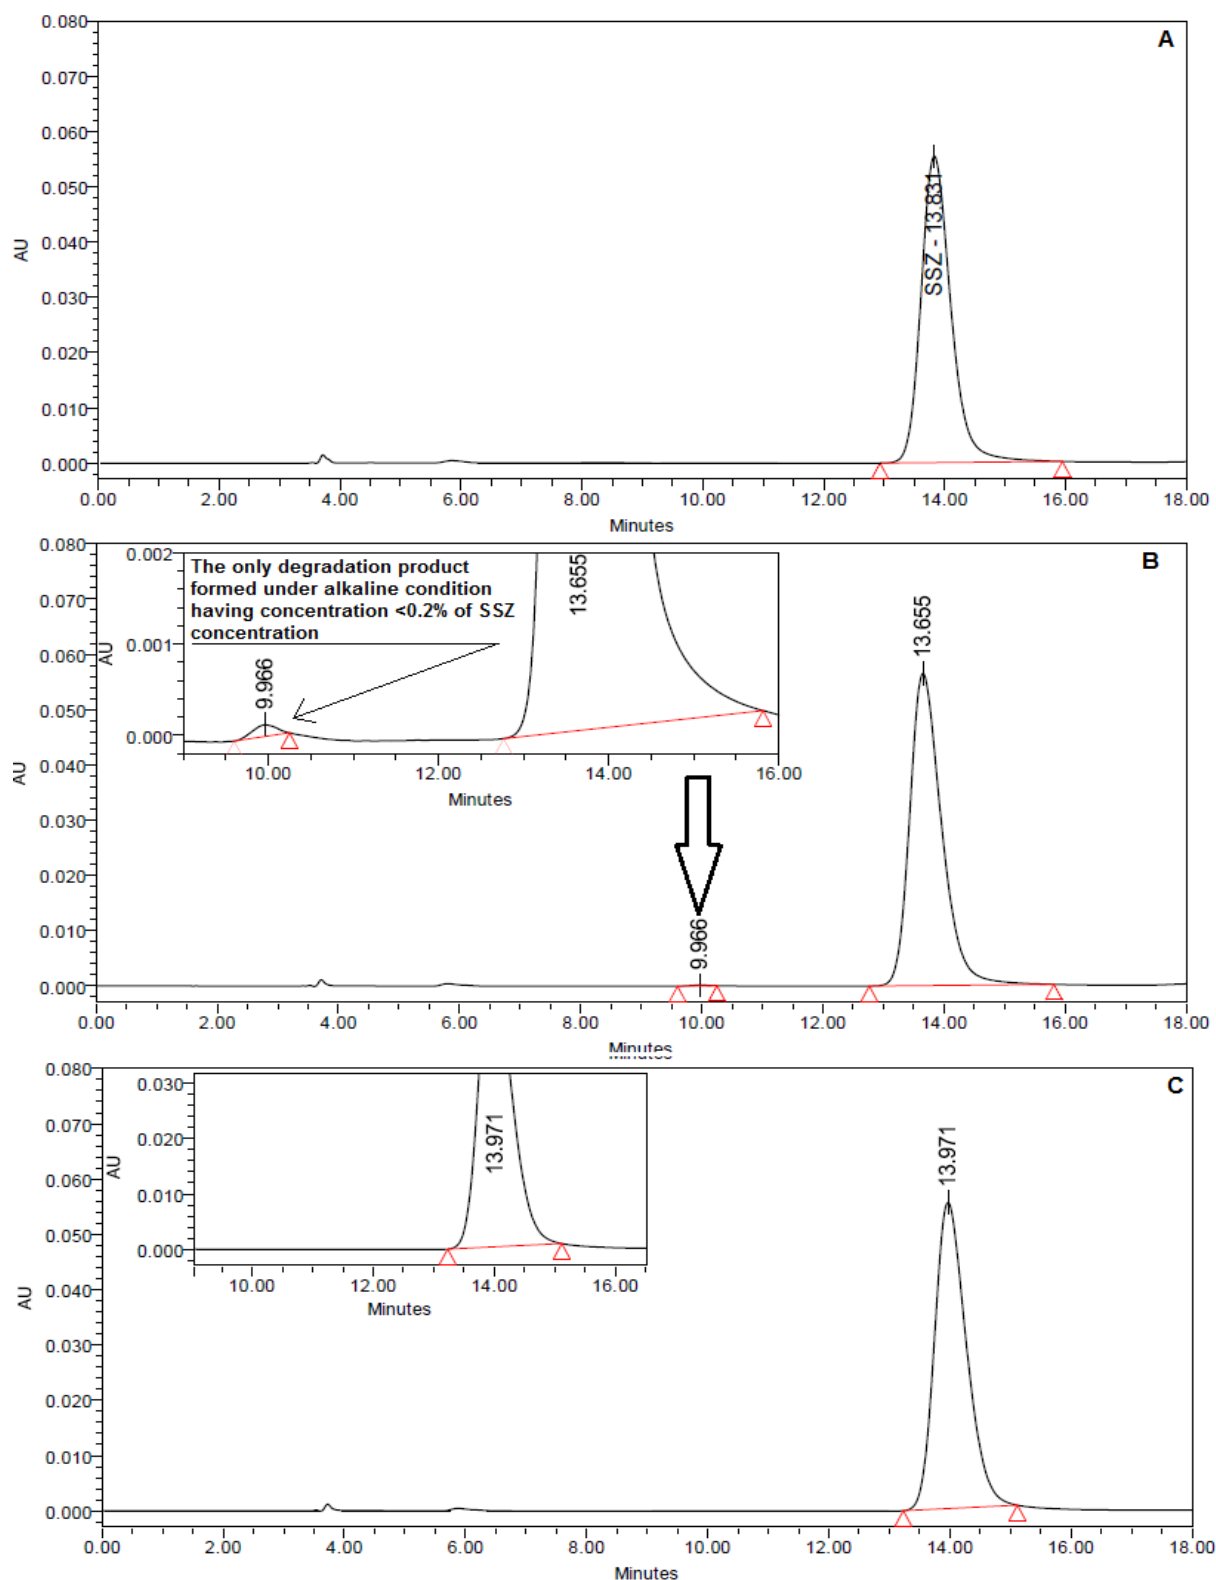 A
0.080
0.070
0.060
0.050
0.040
0.030
0.020
0.010
0.000
AU
SSZ - 13.831
0.00 2.00 4.00 6.00 8.00 10.00 12.00 14.00 16.00 18.00
Minutes
B
0.080
0.070
0.060
0.050
0.040
0.030
0.020
0.010
0.000
AU
0.002
0.001
0.000
AU
The only degradation product
formed under alkaline condition
having concentration <0.2% of SSZ
concentration
9.966
13.655
10.00 12.00 14.00 16.00
Minutes
9.966
13.655
0.00 2.00 4.00 6.00 8.00 10.00 12.00 14.00 16.00 18.00
Minutes
C
0.080
0.070
0.060
0.050
0.040
0.030
0.020
0.010
0.000
AU
0.030
0.020
0.010
0.000
AU
13.971
10.00 12.00 14.00 16.00
Minutes
13.971
0.00 2.00 4.00 6.00 8.00 10.00 12.00 14.00 16.00 18.00
Minutes